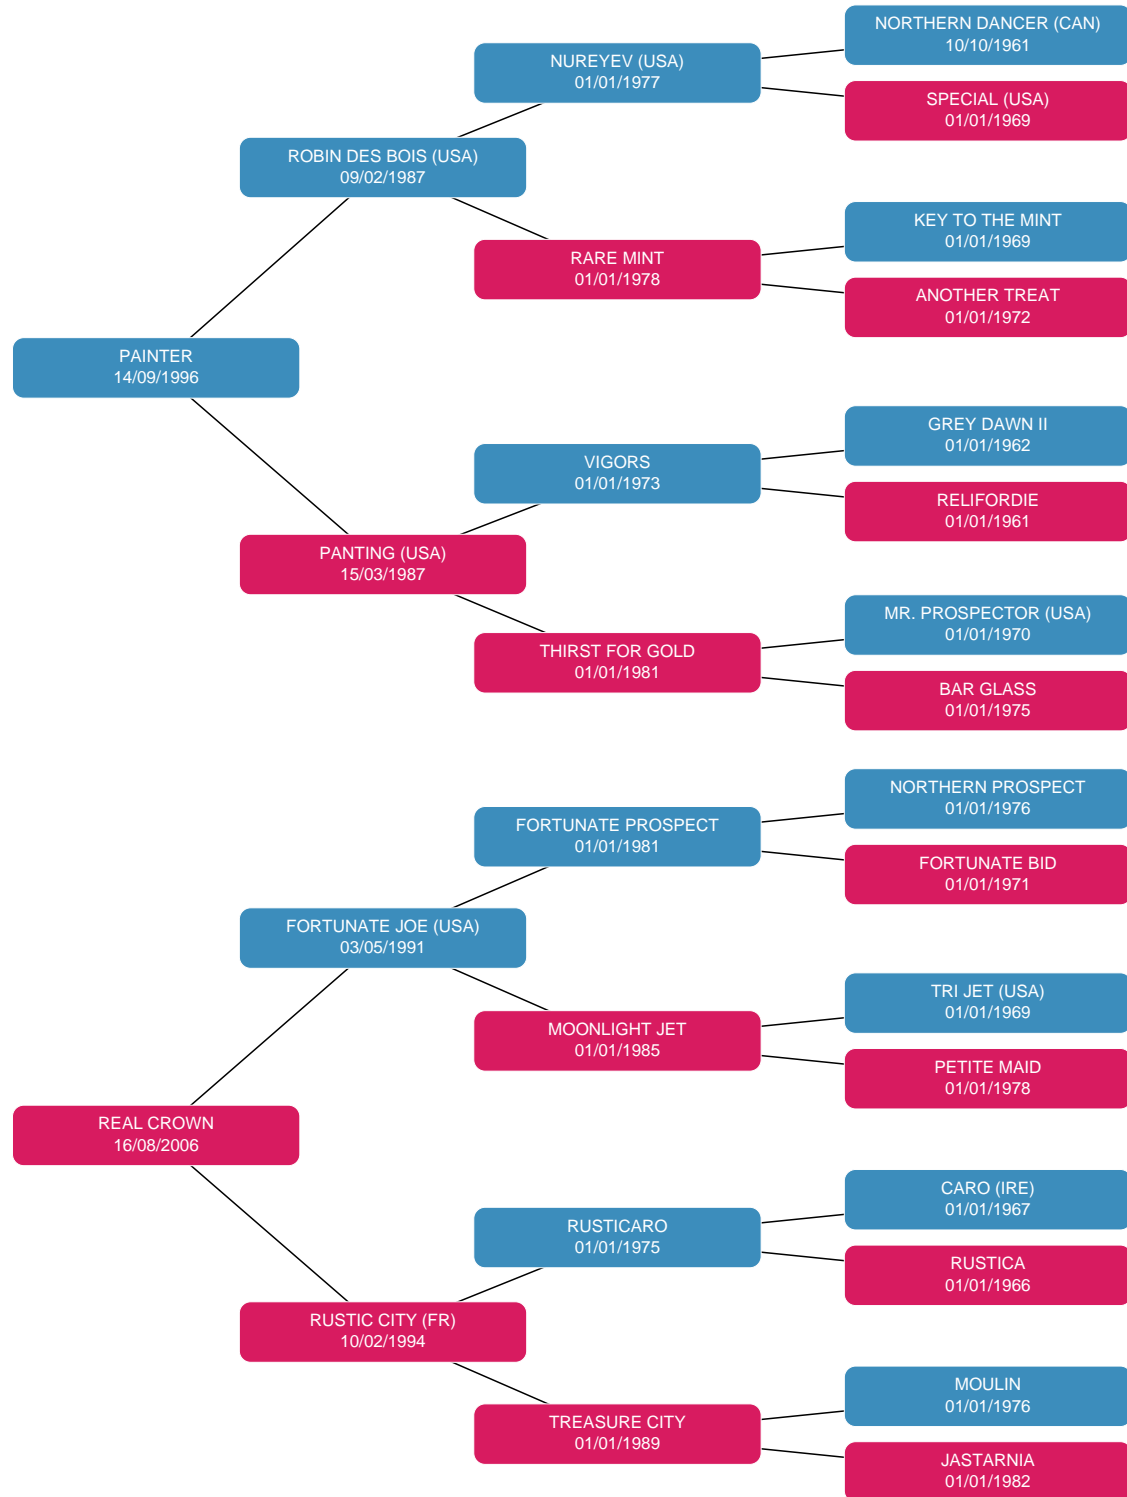 NORTHERN DANCER (CAN)
10/10/1961
NUREYEV (USA)
01/01/1977
SPECIAL (USA)
01/01/1969
ROBIN DES BOIS (USA)
09/02/1987
KEY TO THE MINT
01/01/1969
RARE MINT
01/01/1978
ANOTHER TREAT
01/01/1972
PAINTER
14/09/1996
GREY DAWN II
01/01/1962
VIGORS
01/01/1973
RELIFORDIE
01/01/1961
PANTING (USA)
15/03/1987
MR. PROSPECTOR (USA)
01/01/1970
THIRST FOR GOLD
01/01/1981
BAR GLASS
01/01/1975
NORTHERN PROSPECT
01/01/1976
FORTUNATE PROSPECT
01/01/1981
FORTUNATE BID
01/01/1971
FORTUNATE JOE (USA)
03/05/1991
TRI JET (USA)
01/01/1969
MOONLIGHT JET
01/01/1985
PETITE MAID
01/01/1978
REAL CROWN
16/08/2006
CARO (IRE)
01/01/1967
RUSTICARO
01/01/1975
RUSTICA
01/01/1966
RUSTIC CITY (FR)
10/02/1994
MOULIN
01/01/1976
TREASURE CITY
01/01/1989
JASTARNIA
01/01/1982